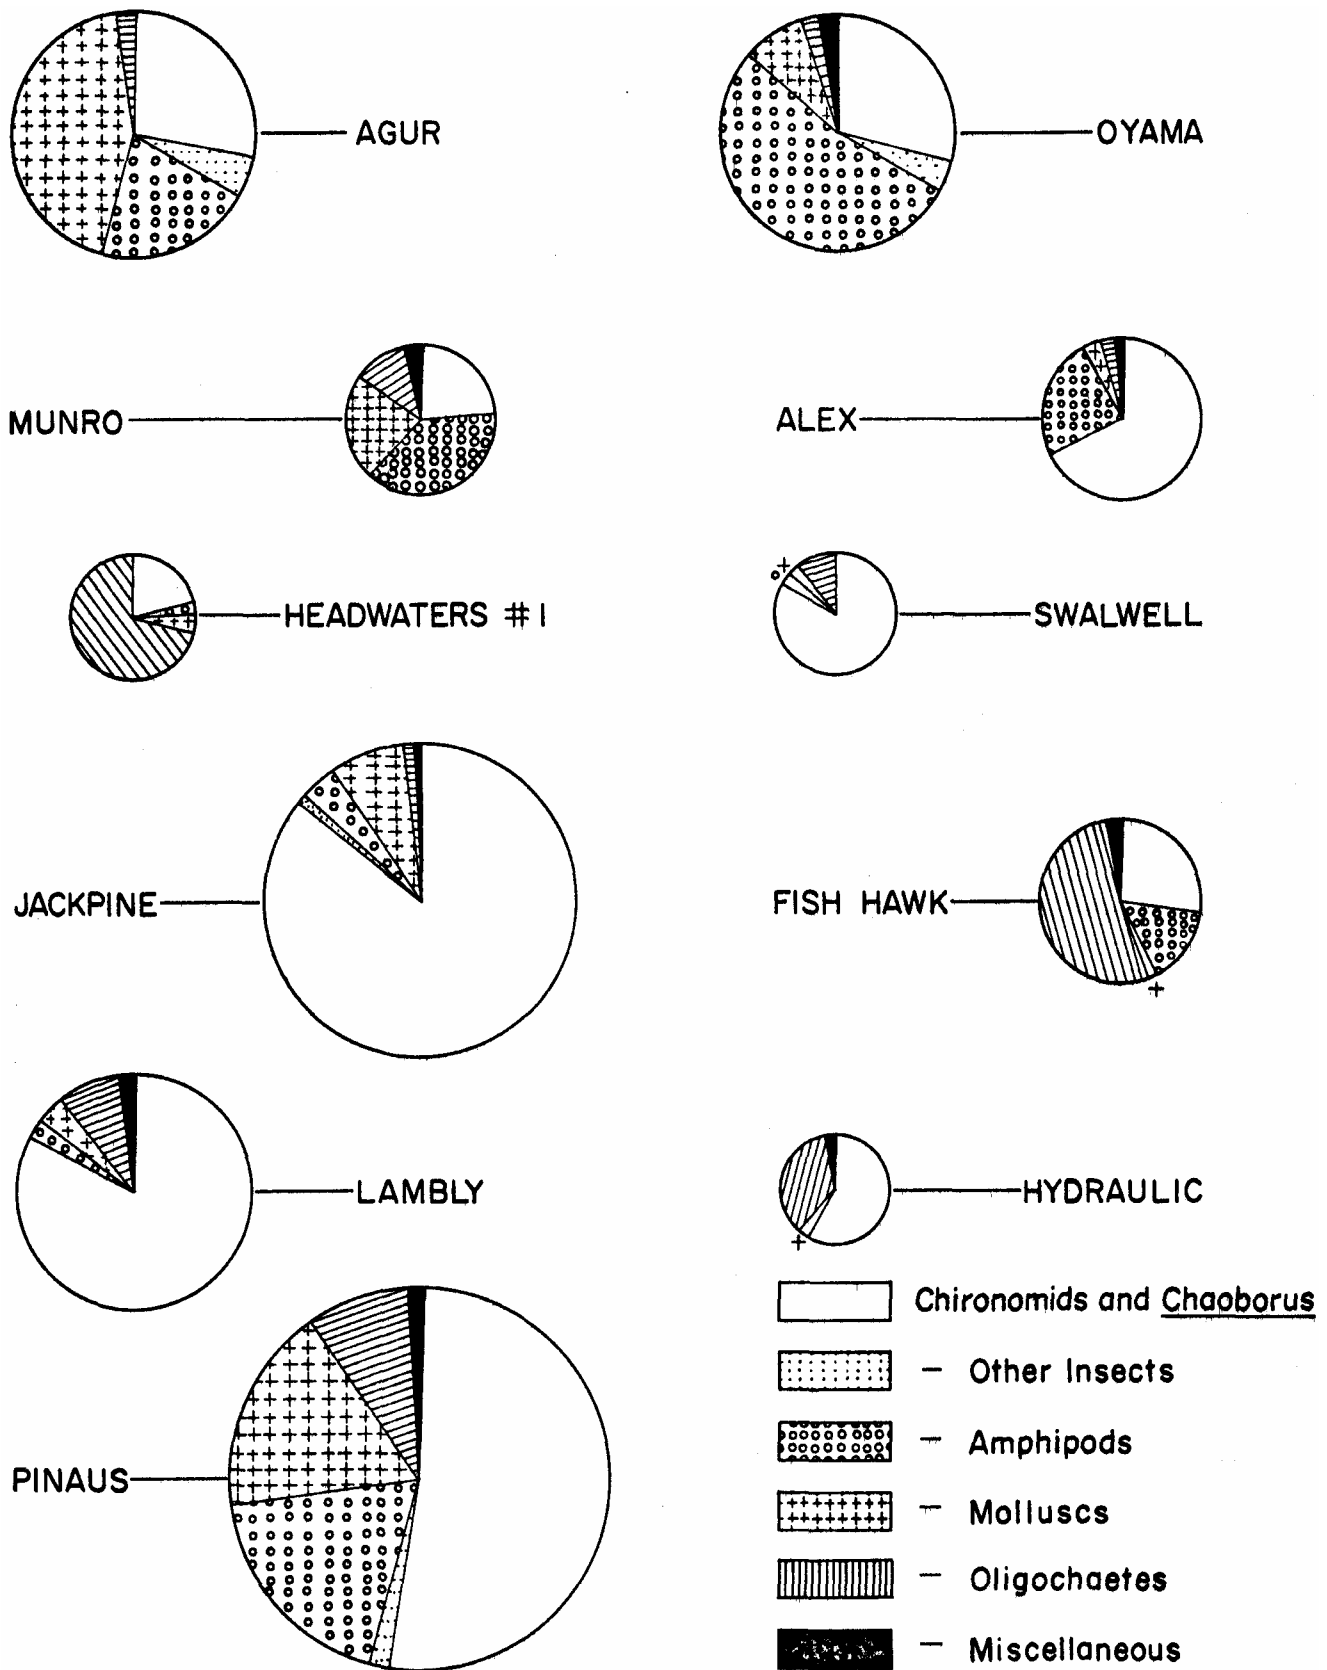 AGUR
OYAMA
MUNRO
ALEX
HEADWATERS #1
SWALWELL
JACKPINE
FISH HAWK
LAMBLY
HYDRAULIC
PINAUS
Chironomids and Chaoborus
- Other Insects
- Amphipods
- Molluscs
- Oligochaetes
- Miscellaneous